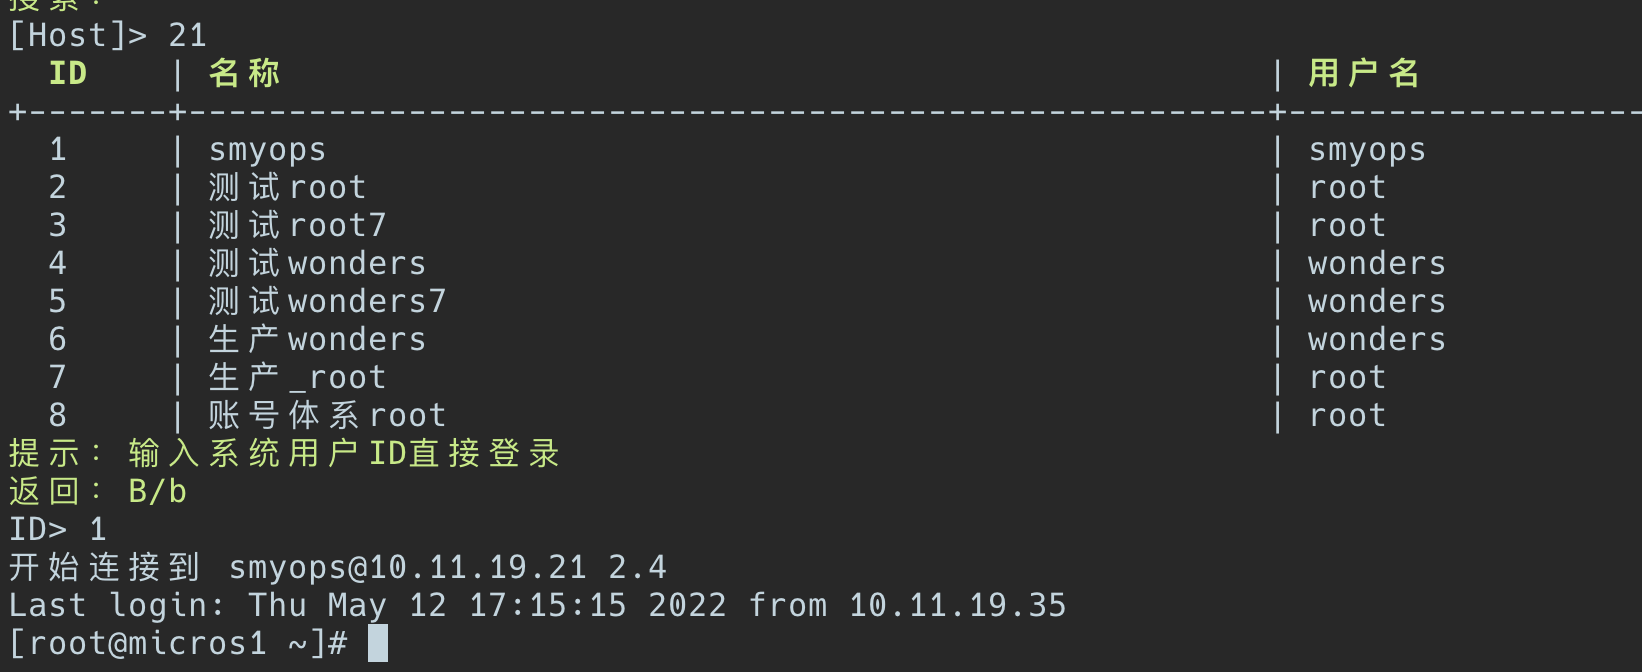 搜索：
[Host]> 21
ID | 名称 | 用户名
+-------+------------------------------------------------------+------------------
1 | smyops | smyops
2 | 测试root | root
3 | 测试root7 | root
4 | 测试wonders | wonders
5 | 测试wonders7 | wonders
6 | 生产wonders | wonders
7 | 生产_root | root
8 | 账号体系root | root
提示：输入系统用户ID直接登录
返回：B/b
ID> 1
开始连接到 smyops@10.11.19.21 2.4
Last login: Thu May 12 17:15:15 2022 from 10.11.19.35
[root@micros1 ~]#